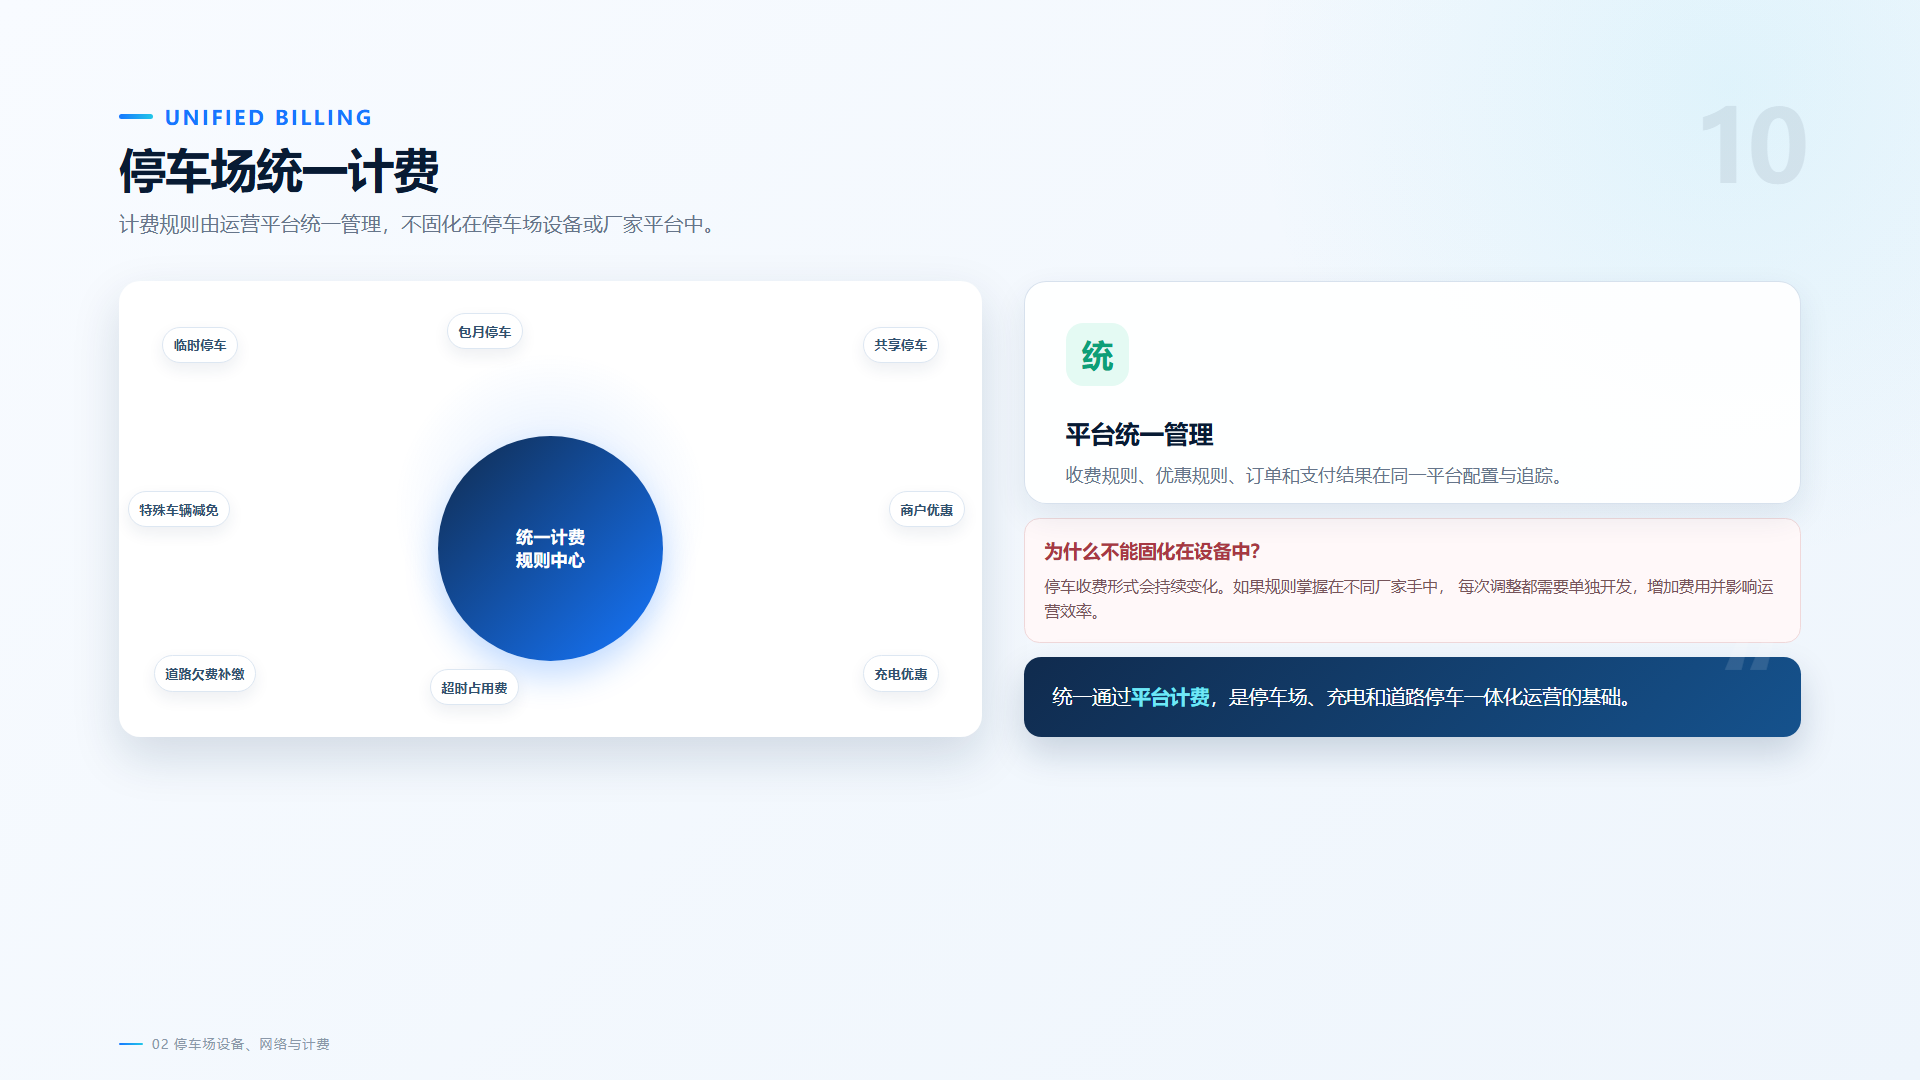 UNIFIED BILLING
10
停车场统一计费
计费规则由运营平台统一管理，不固化在停车场设备或厂家平台中。
临时停车
包月停车
共享停车
特殊车辆减免
统一计费
规则中心
商户优惠
道路欠费补缴
超时占用费
充电优惠
统
平台统一管理
收费规则、优惠规则、订单和支付结果在同一平台配置与追踪。
为什么不能固化在设备中？
停车收费形式会持续变化。如果规则掌握在不同厂家手中， 每次调整都需要单独开发，增加费用并影响运
营效率。
统一通过平台计费，是停车场、充电和道路停车一体化运营的基础。
02 停车场设备、网络与计费